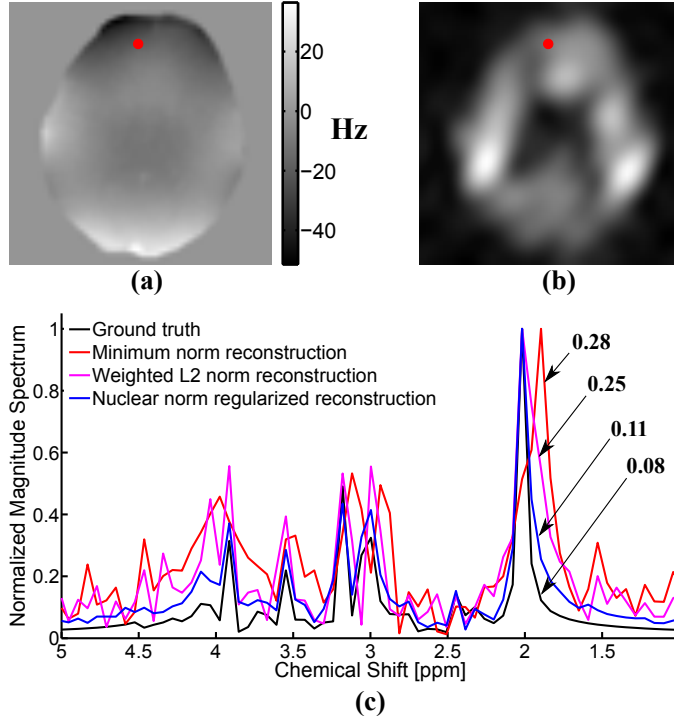 20
0
−20
−40
Hz
(a)
(b)
Normalized Magnitude Spectrum
1
0.8
0.6
0.4
0.2
0
Ground truth
Minimum norm reconstruction
Weighted L2 norm reconstruction
Nuclear norm regularized reconstruction
0.28
0.25
0.11
0.08
5
4.5
4
3.5
3
2.5
2
1.5
Chemical Shift [ppm]
(c)